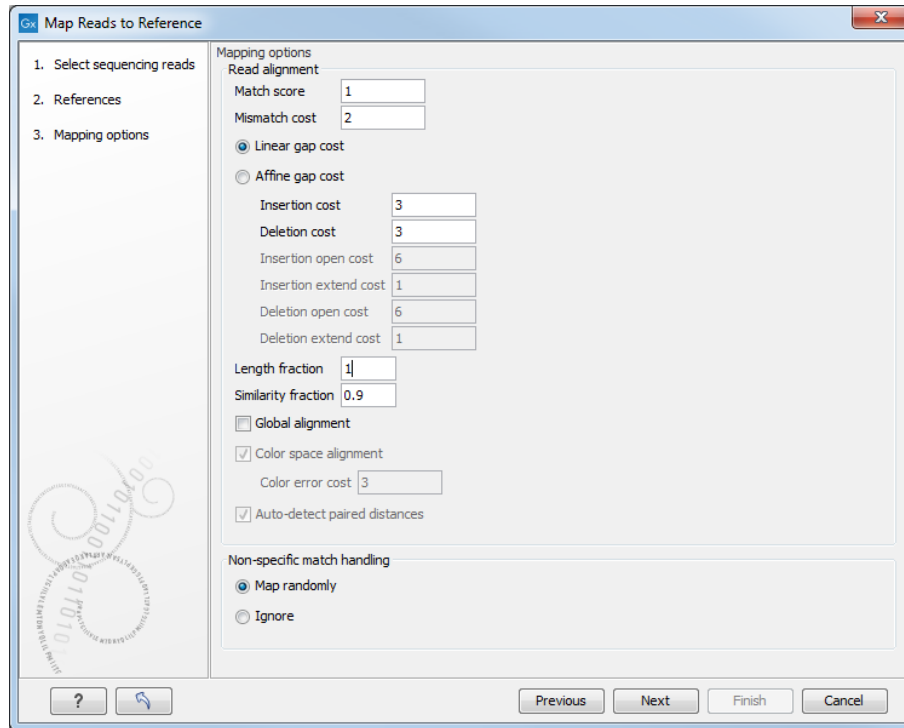 Gx Map Reads to Reference
1. Select sequencing reads
2. References
3. Mapping options
Mapping options
Read alignment
Match score 1
Mismatch cost 2
Linear gap cost
Affine gap cost
Insertion cost 3
Deletion cost 3
Insertion open cost 6
Insertion extend cost 1
Deletion open cost 6
Deletion extend cost 1
Length fraction 1
Similarity fraction 0.9
Global alignment
Color space alignment
Color error cost 3
Auto-detect paired distances
Non-specific match handling
Map randomly
Ignore
? Previous Next Finish Cancel